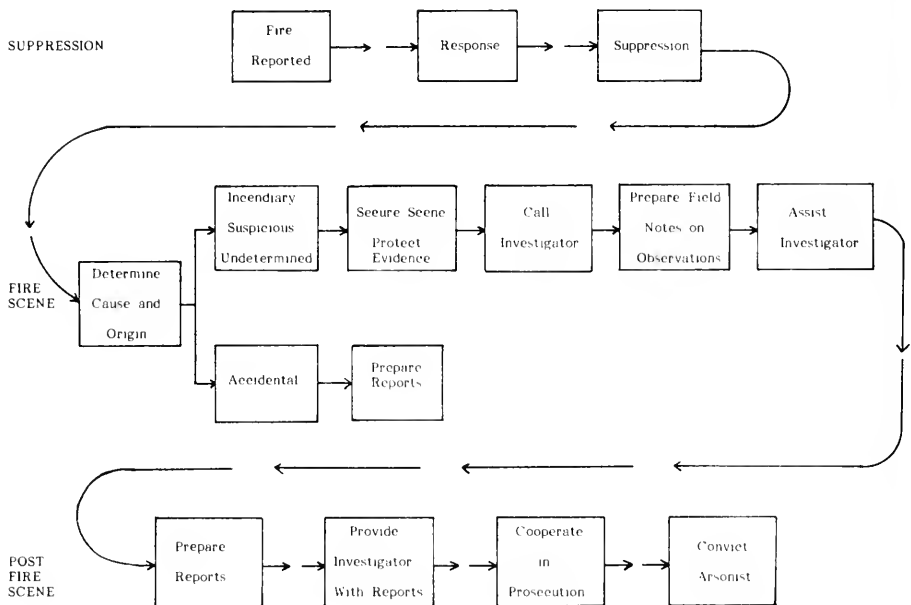 SUPPRESSION
Fire
Reported
Response
Suppression
FIRE
SCENE
Determine
Cause and
Origin
Incendiary
Suspicious
Undetermined
Secure Scene
Protect
Evidence
Call
Investigator
Prepare Field
Notes on
Observations
Assist
Investigator
Accidental
Prepare
Reports
POST
FIRE
SCENE
Prepare
Reports
Provide
Investigator
With Reports
Cooperate
in
Prosecution
Convict
Arsonist